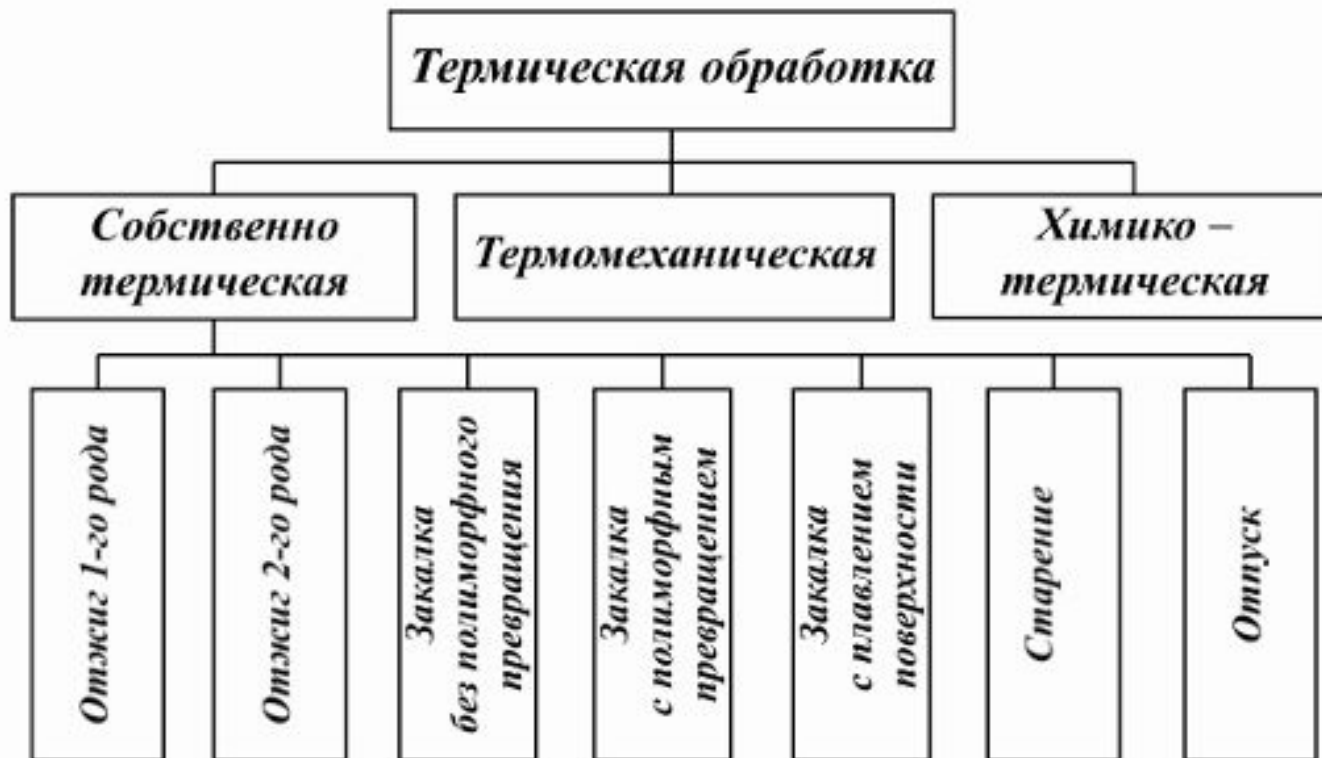 Термическая обработка
Собственно
термическая
Термомеханическая
Химико –
термическая
Отжиг 1-го рода
Отжиг 2-го рода
Закалка
без полиморфного
превращения
Закалка
с полиморфным
превращением
Закалка
с плавлением
поверхности
Старение
Отпуск